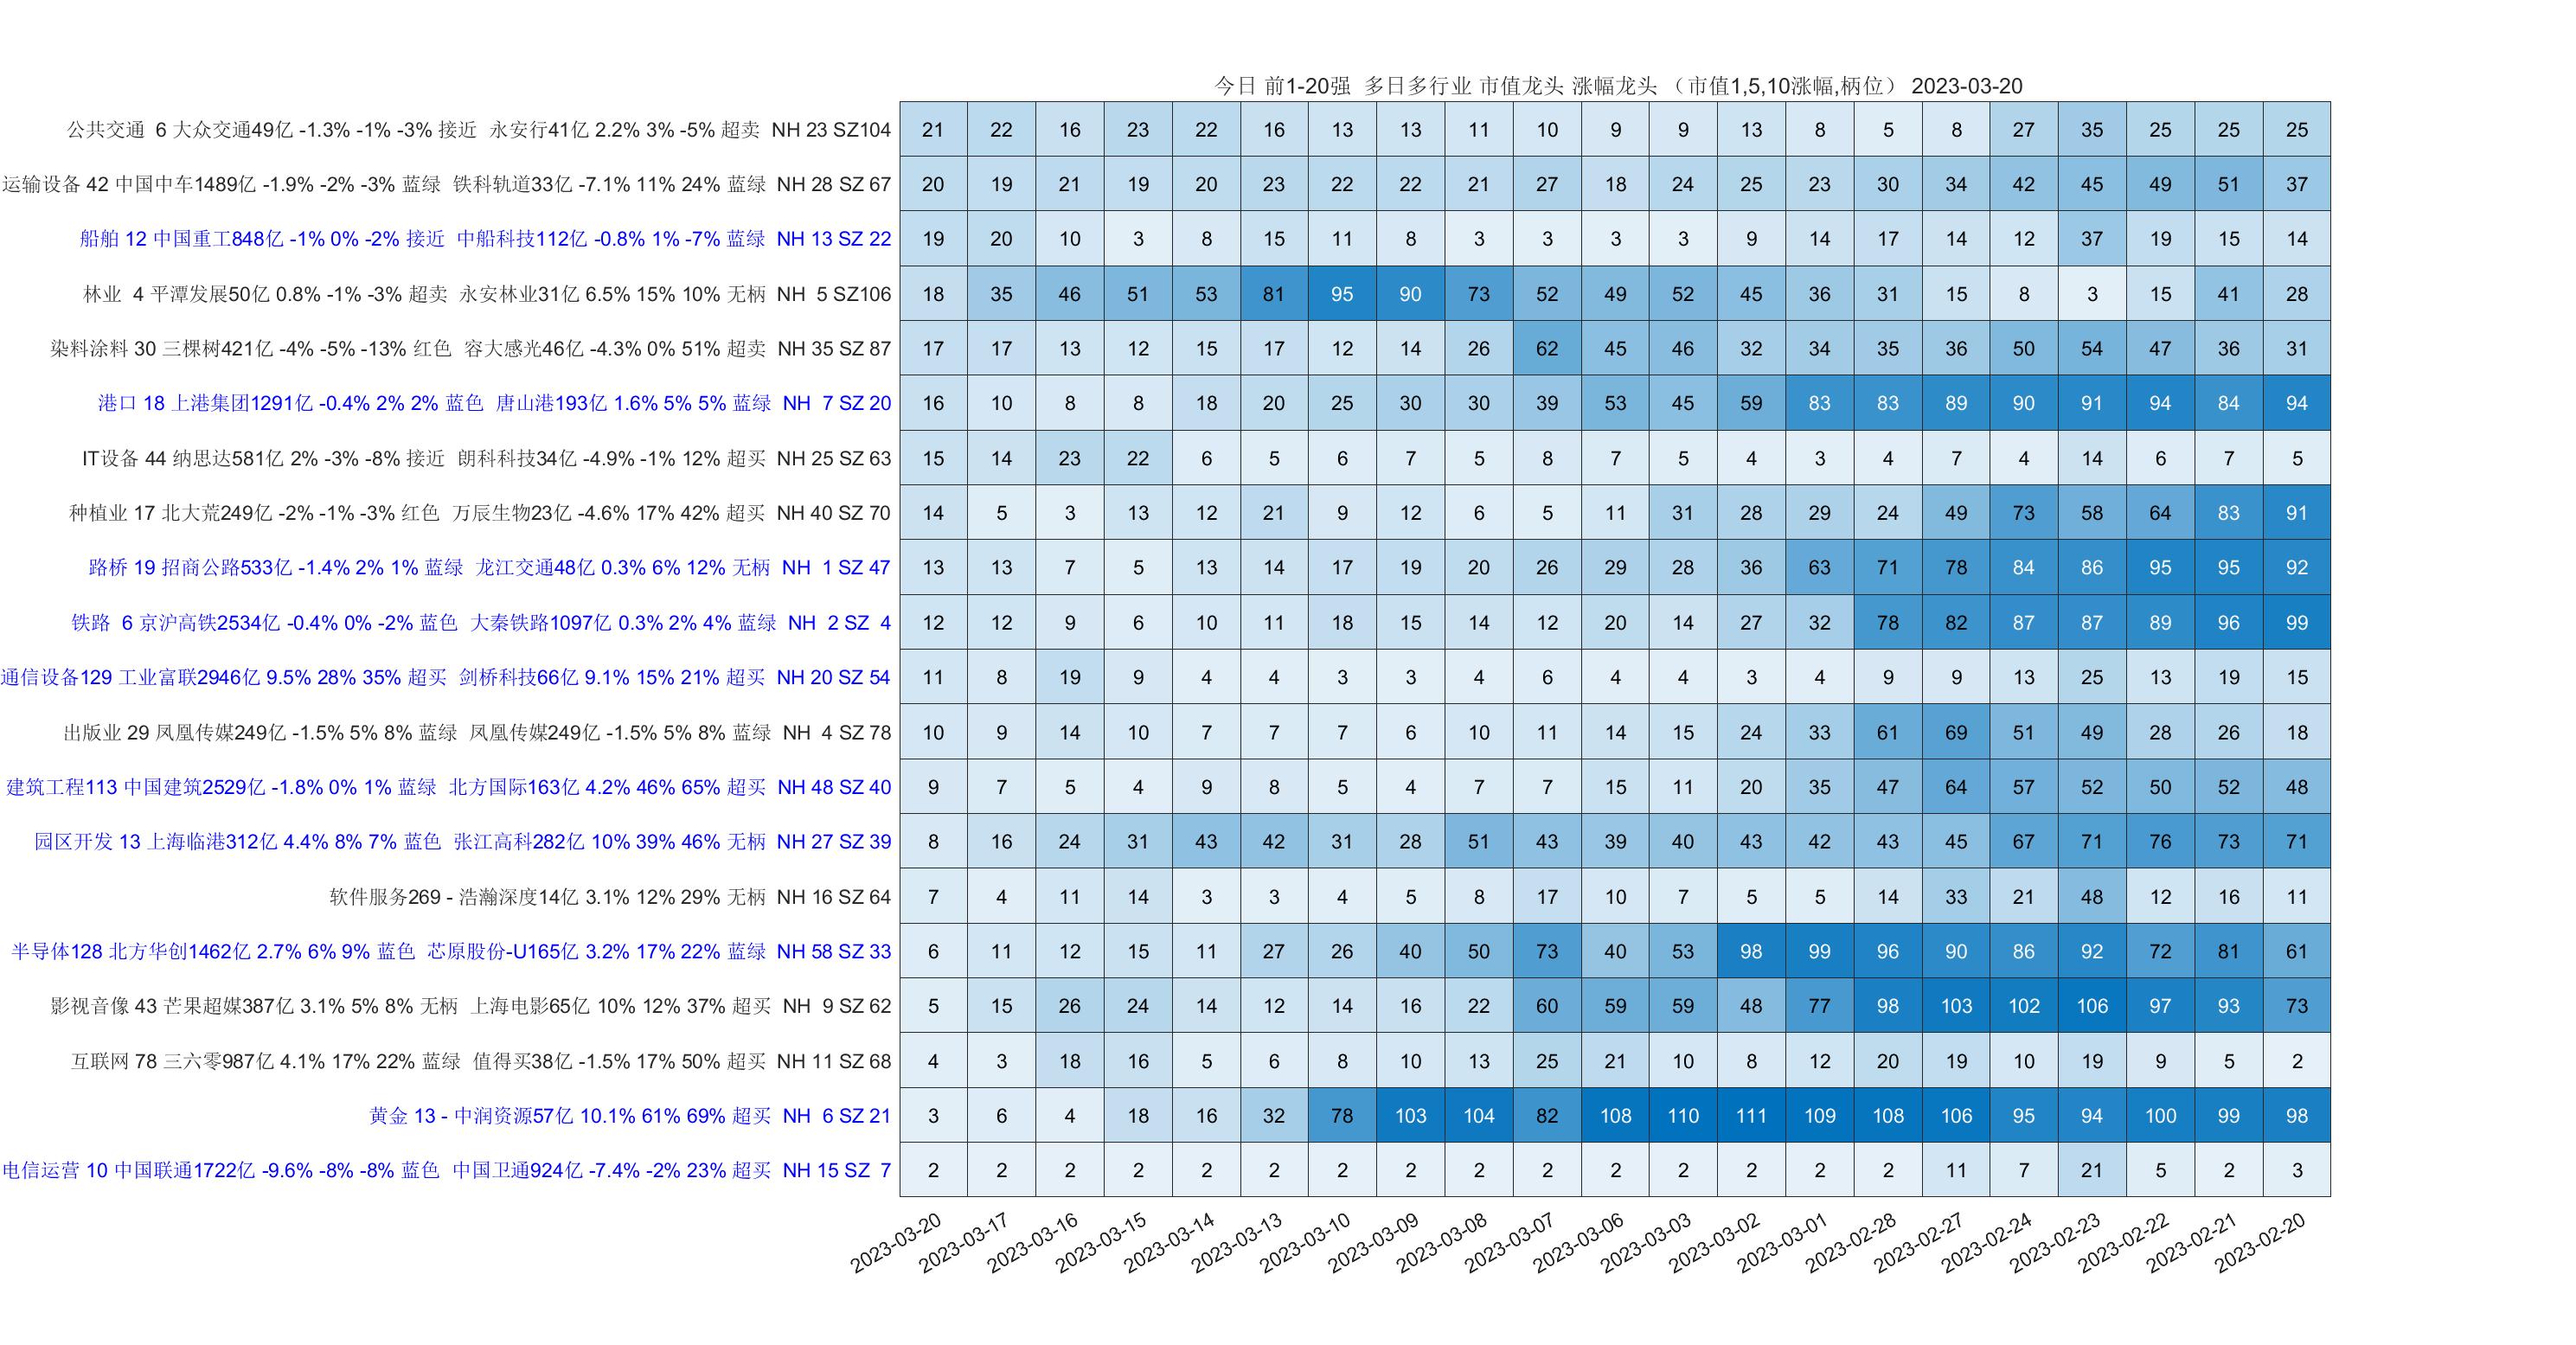 今日 前1-20强 多日多行业 市值龙头 涨幅龙头 （市值1,5,10涨幅,柄位） 2023-03-20
公共交通 6 大众交通49亿 -1.3% -1% -3% 接近 永安行41亿 2.2% 3% -5% 超卖 NH 23 SZ104 21 22 16 23 22 16 13 13 11 10 9 9 13 8 5 8 27 35 25 25 25
运输设备 42 中国中车1489亿 -1.9% -2% -3% 蓝绿 铁科轨道33亿 -7.1% 11% 24% 蓝绿 NH 28 SZ 67 20 19 21 19 20 23 22 22 21 27 18 24 25 23 30 34 42 45 49 51 37
船舶 12 中国重工848亿 -1% 0% -2% 接近 中船科技112亿 -0.8% 1% -7% 蓝绿 NH 13 SZ 22 19 20 10 3 8 15 11 8 3 3 3 3 9 14 17 14 12 37 19 15 14
林业 4 平潭发展50亿 0.8% -1% -3% 超卖 永安林业31亿 6.5% 15% 10% 无柄 NH 5 SZ106 18 35 46 51 53 81 95 90 73 52 49 52 45 36 31 15 8 3 15 41 28
染料涂料 30 三棵树421亿 -4% -5% -13% 红色 容大感光46亿 -4.3% 0% 51% 超卖 NH 35 SZ 87 17 17 13 12 15 17 12 14 26 62 45 46 32 34 35 36 50 54 47 36 31
港口 18 上港集团1291亿 -0.4% 2% 2% 蓝色 唐山港193亿 1.6% 5% 5% 蓝绿 NH 7 SZ 20 16 10 8 8 18 20 25 30 30 39 53 45 59 83 83 89 90 91 94 84 94
IT设备 44 纳思达581亿 2% -3% -8% 接近 朗科科技34亿 -4.9% -1% 12% 超买 NH 25 SZ 63 15 14 23 22 6 5 6 7 5 8 7 5 4 3 4 7 4 14 6 7 5
种植业 17 北大荒249亿 -2% -1% -3% 红色 万辰生物23亿 -4.6% 17% 42% 超买 NH 40 SZ 70 14 5 3 13 12 21 9 12 6 5 11 31 28 29 24 49 73 58 64 83 91
路桥 19 招商公路533亿 -1.4% 2% 1% 蓝绿 龙江交通48亿 0.3% 6% 12% 无柄 NH 1 SZ 47 13 13 7 5 13 14 17 19 20 26 29 28 36 63 71 78 84 86 95 95 92
铁路 6 京沪高铁2534亿 -0.4% 0% -2% 蓝色 大秦铁路1097亿 0.3% 2% 4% 蓝绿 NH 2 SZ 4 12 12 9 6 10 11 18 15 14 12 20 14 27 32 78 82 87 87 89 96 99
通信设备129 工业富联2946亿 9.5% 28% 35% 超买 剑桥科技66亿 9.1% 15% 21% 超买 NH 20 SZ 54 11 8 19 9 4 4 3 3 4 6 4 4 3 4 9 9 13 25 13 19 15
出版业 29 凤凰传媒249亿 -1.5% 5% 8% 蓝绿 凤凰传媒249亿 -1.5% 5% 8% 蓝绿 NH 4 SZ 78 10 9 14 10 7 7 7 6 10 11 14 15 24 33 61 69 51 49 28 26 18
建筑工程113 中国建筑2529亿 -1.8% 0% 1% 蓝绿 北方国际163亿 4.2% 46% 65% 超买 NH 48 SZ 40 9 7 5 4 9 8 5 4 7 7 15 11 20 35 47 64 57 52 50 52 48
园区开发 13 上海临港312亿 4.4% 8% 7% 蓝色 张江高科282亿 10% 39% 46% 无柄 NH 27 SZ 39 8 16 24 31 43 42 31 28 51 43 39 40 43 42 43 45 67 71 76 73 71
软件服务269 - 浩瀚深度14亿 3.1% 12% 29% 无柄 NH 16 SZ 64 7 4 11 14 3 3 4 5 8 17 10 7 5 5 14 33 21 48 12 16 11
半导体128 北方华创1462亿 2.7% 6% 9% 蓝色 芯原股份-U165亿 3.2% 17% 22% 蓝绿 NH 58 SZ 33 6 11 12 15 11 27 26 40 50 73 40 53 98 99 96 90 86 92 72 81 61
影视音像 43 芒果超媒387亿 3.1% 5% 8% 无柄 上海电影65亿 10% 12% 37% 超买 NH 9 SZ 62 5 15 26 24 14 12 14 16 22 60 59 59 48 77 98 103 102 106 97 93 73
互联网 78 三六零987亿 4.1% 17% 22% 蓝绿 值得买38亿 -1.5% 17% 50% 超买 NH 11 SZ 68 4 3 18 16 5 6 8 10 13 25 21 10 8 12 20 19 10 19 9 5 2
黄金 13 - 中润资源57亿 10.1% 61% 69% 超买 NH 6 SZ 21 3 6 4 18 16 32 78 103 104 82 108 110 111 109 108 106 95 94 100 99 98
电信运营 10 中国联通1722亿 -9.6% -8% -8% 蓝色 中国卫通924亿 -7.4% -2% 23% 超买 NH 15 SZ 7 2 2 2 2 2 2 2 2 2 2 2 2 2 2 2 11 7 21 5 2 3
2023-03-20 2023-03-17 2023-03-16 2023-03-15 2023-03-14 2023-03-13 2023-03-10 2023-03-09 2023-03-08 2023-03-07 2023-03-06 2023-03-03 2023-03-02 2023-03-01 2023-02-28 2023-02-27 2023-02-24 2023-02-23 2023-02-22 2023-02-21 2023-02-20